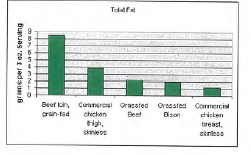 Total Fat
grams per 3 oz. serving
9
8
7
6
5
4
3
2
1
0
Beef loin,
grain-fed
Commercial
chicken
thigh,
skinless
Grassfed
Beef
Grassfed
Bison
Commercial
chicken
breast,
skinless